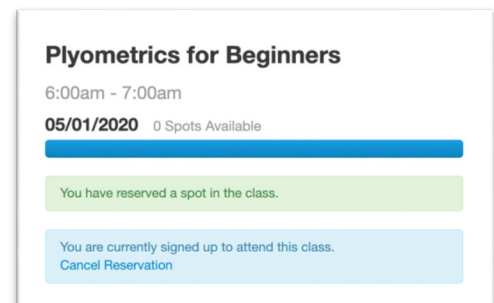 Plyometrics for Beginners
6:00am - 7:00am
05/01/2020 0 Spots Available
You have reserved a spot in the class.
You are currently signed up to attend this class.
Cancel Reservation